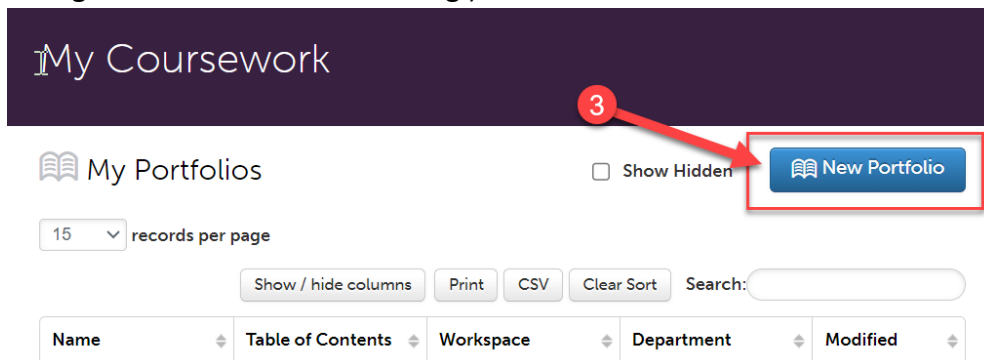 My Coursework
3
My Portfolios Show Hidden New Portfolio
15 records per page
Show / hide columns Print CSV Clear Sort Search:
Name Table of Contents Workspace Department Modified